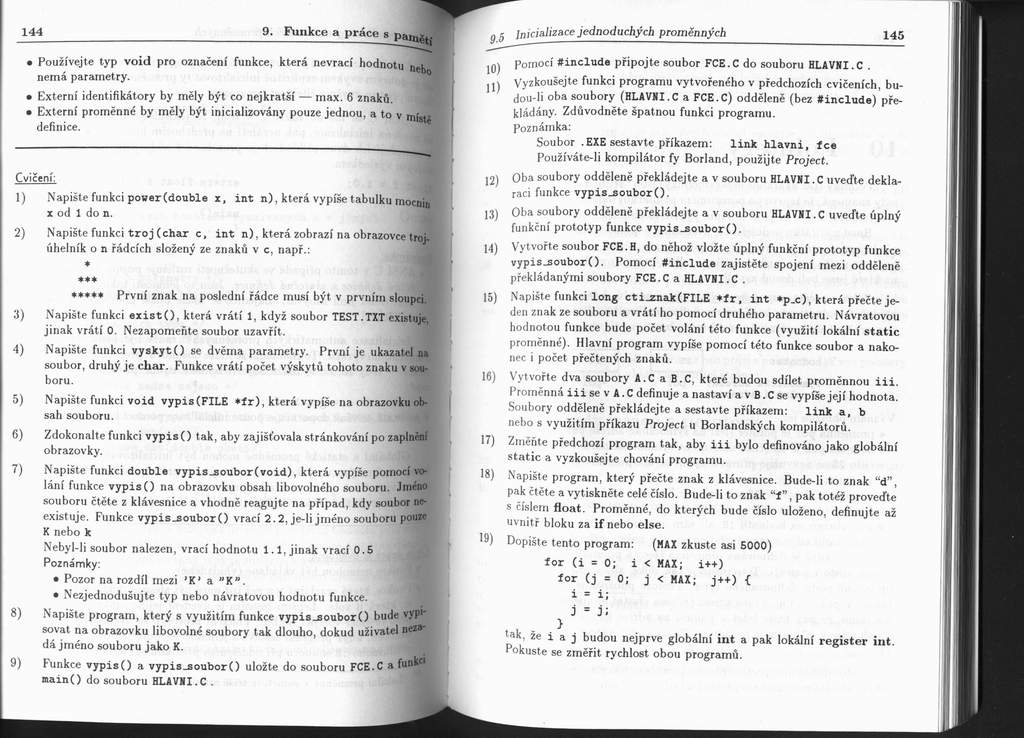 144 9. Funkce a práce s pamětí
• Používejte typ void pro označení funkce, která nevrací hodnotu nebo
nemá parametry.
• Externí identifikátory by měly být co nejkratší — max. 6 znaků.
• Externí proměnné by měly být inicializovány pouze jednou, a to v místě
definice.
Cvičení:
1) Napište funkci power(double x, int n), která vypíše tabulku mocnin
x od 1 do n.
2) Napište funkci troj(char c, int n), která zobrazí na obrazovce troj-
úhelník o n řádcích složený ze znaků v c, např.:
*
***
***** První znak na poslední řádce musí být v prvním sloupci.
3) Napište funkci exist(), která vrátí 1, když soubor TEST.TXT existuje,
jinak vrátí 0. Nezapomeňte soubor uzavřít.
4) Napište funkci vyskyt() se dvěma parametry. První je ukazatel na
soubor, druhý je char. Funkce vrátí počet výskytů tohoto znaku v sou-
boru.
5) Napište funkci void vypis(FILE *fr), která vypíše na obrazovku ob-
sah souboru.
6) Zdokonalte funkci vypis() tak, aby zajišťovala stránkování po zaplnění
obrazovky.
7) Napište funkci double vypis_soubor(void), která vypíše pomocí vo-
lání funkce vypis() na obrazovku obsah libovolného souboru. Jméno
souboru čtěte z klávesnice a vhodně reagujte na případ, kdy soubor ne-
existuje. Funkce vypis_soubor() vrací 2.2, je-li jméno souboru pouze
K nebo k
Nebyl-li soubor nalezen, vrací hodnotu 1.1, jinak vrací 0.5
Poznámky:
• Pozor na rozdíl mezi 'K' a "K".
• Nezjednodušujte typ nebo návratovou hodnotu funkce.
8) Napište program, který s využitím funkce vypis_soubor() bude vypi-
sovat na obrazovku libovolné soubory tak dlouho, dokud uživatel nezа-
dá jméno souboru jako K.
9) Funkce vypis() a vypis_soubor() uložte do souboru FCE.C a funkci
main() do souboru HLAVNI.C .
9.5 Inicializace jednoduchých proměnných 145
10) Pomocí #include připojte soubor FCE.C do souboru HLAVNI.C .
11) Vyzkoušejte funkci programu vytvořeného v předchozích cvičeních, bu-
dou-li oba soubory (HLAVNI.C a FCE.C) odděleně (bez #include) pře-
kládány. Zdůvodněte špatnou funkci programu.
Poznámka:
Soubor .EXE sestavte příkazem: link hlavni, fce
Používáte-li kompilátor fy Borland, použijte Project.
12) Oba soubory odděleně překládejte a v souboru HLAVNI.C uveďte dekla-
raci funkce vypis_soubor().
13) Oba soubory odděleně překládejte a v souboru HLAVNI.C uveďte úplný
funkční prototyp funkce vypis_soubor().
14) Vytvořte soubor FCE.H, do něhož vložte úplný funkční prototyp funkce
vypis_soubor(). Pomocí #include zajistěte spojení mezi odděleně
překládanými soubory FCE.C a HLAVNI.C .
15) Napište funkci long cti_znak(FILE *fr, int *p_c), která přečte je-
den znak ze souboru a vrátí ho pomocí druhého parametru. Návratovou
hodnotou funkce bude počet volání této funkce (využití lokální static
proměnné). Hlavní program vypíše pomocí této funkce soubor a nako-
nec i počet přečtených znaků.
16) Vytvořte dva soubory A.C a B.C, které budou sdílet proměnnou iii.
Proměnná iii se v A.C definuje a nastaví a v B.C se vypíše její hodnota.
Soubory odděleně překládejte a sestavte příkazem: link a, b
nebo s využitím příkazu Project u Borlandských kompilátorů.
17) Změňte předchozí program tak, aby iii bylo definováno jako globální
static a vyzkoušejte chování programu.
18) Napište program, který přečte znak z klávesnice. Bude-li to znak "d",
pak čtěte a vytiskněte celé číslo. Bude-li to znak "f", pak totéž proveďte
s číslem float. Proměnné, do kterých bude číslo uloženo, definujte až
uvnitř bloku za if nebo else.
19) Dopište tento program: (MAX zkuste asi 5000)
for (i = 0; i < MAX; i++)
for (j = 0; j < MAX; j++) {
i = i;
j = j;
}
tak, že i a j budou nejprve globální int a pak lokální register int.
Pokuste se změřit rychlost obou programů.